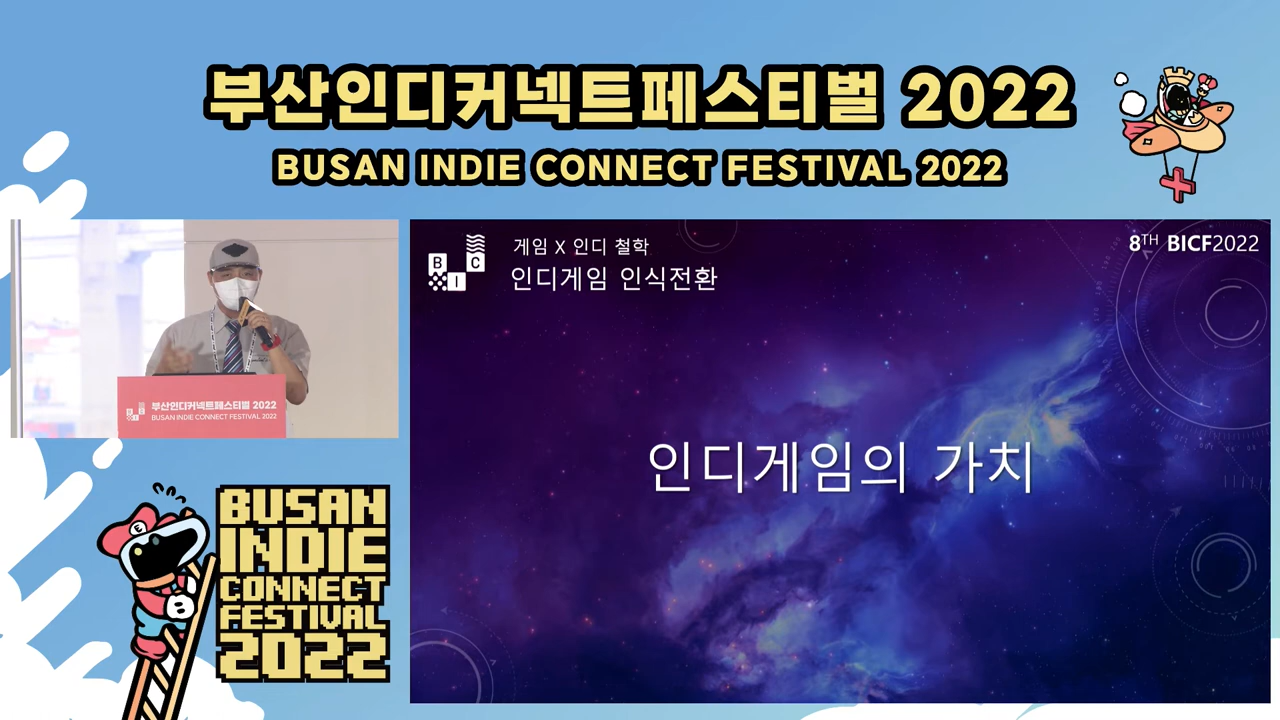 부산인디커넥트페스티벌 2022
BUSAN INDIE CONNECT FESTIVAL 2022
부산인디커넥트페스티벌 2022
BUSAN INDIE CONNECT FESTIVAL 2022
BUSAN
INDIE
CONNECT
FESTIVAL
2022
B I C
게임 X 인디 철학
인디게임 인식전환
8TH BICF2022
인디게임의 가치